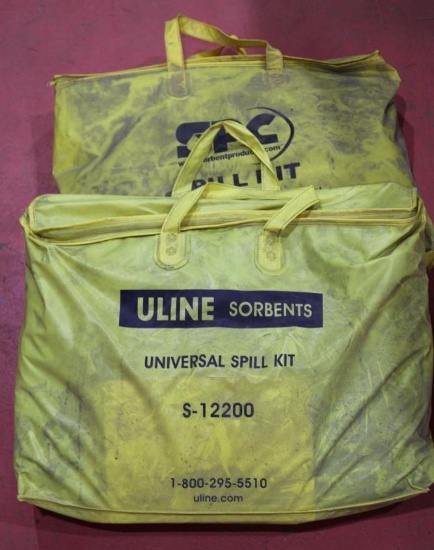 SPC
SPILL KIT
ULINE SORBENTS
UNIVERSAL SPILL KIT
S-12200
1-800-295-5510
uline.com